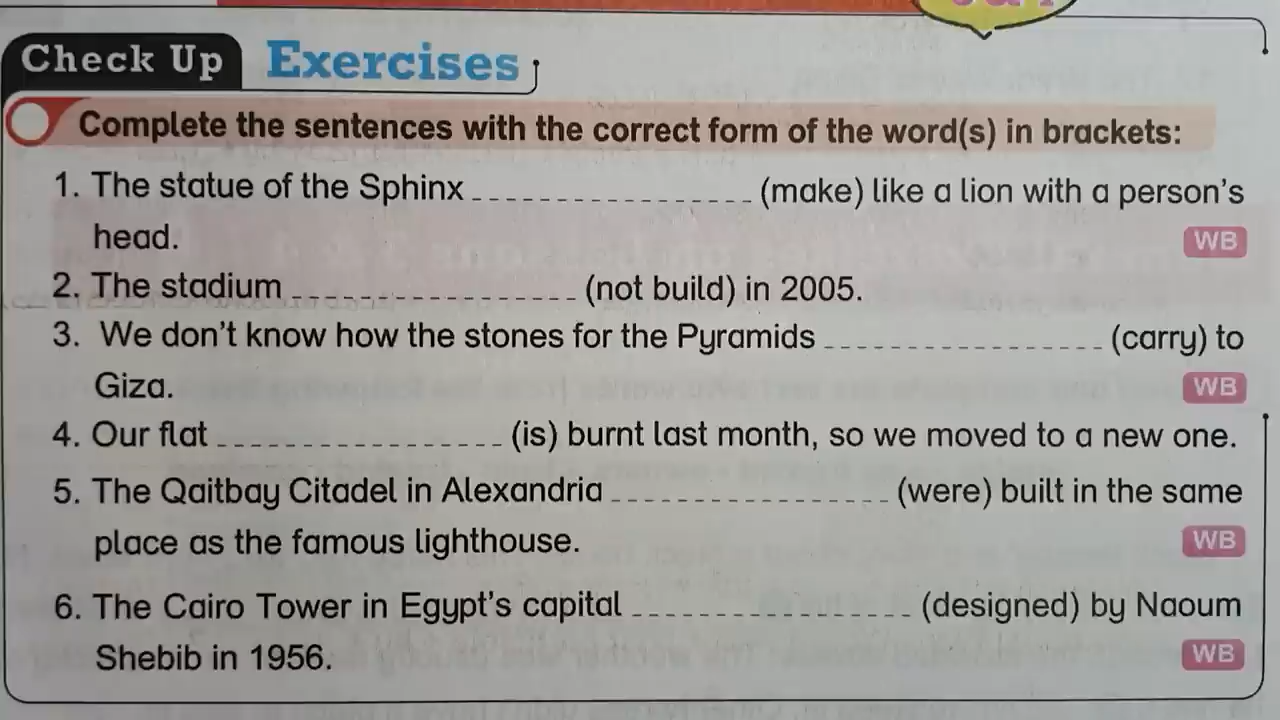 Check Up Exercises
Complete the sentences with the correct form of the word(s) in brackets:
1. The statue of the Sphinx ________________ (make) like a lion with a person's
head. WB
2. The stadium ________________ (not build) in 2005.
3. We don't know how the stones for the Pyramids ________________ (carry) to
Giza. WB
4. Our flat ________________ (is) burnt last month, so we moved to a new one.
5. The Qaitbay Citadel in Alexandria ________________ (were) built in the same
place as the famous lighthouse. WB
6. The Cairo Tower in Egypt's capital ________________ (designed) by Naoum
Shebib in 1956. WB